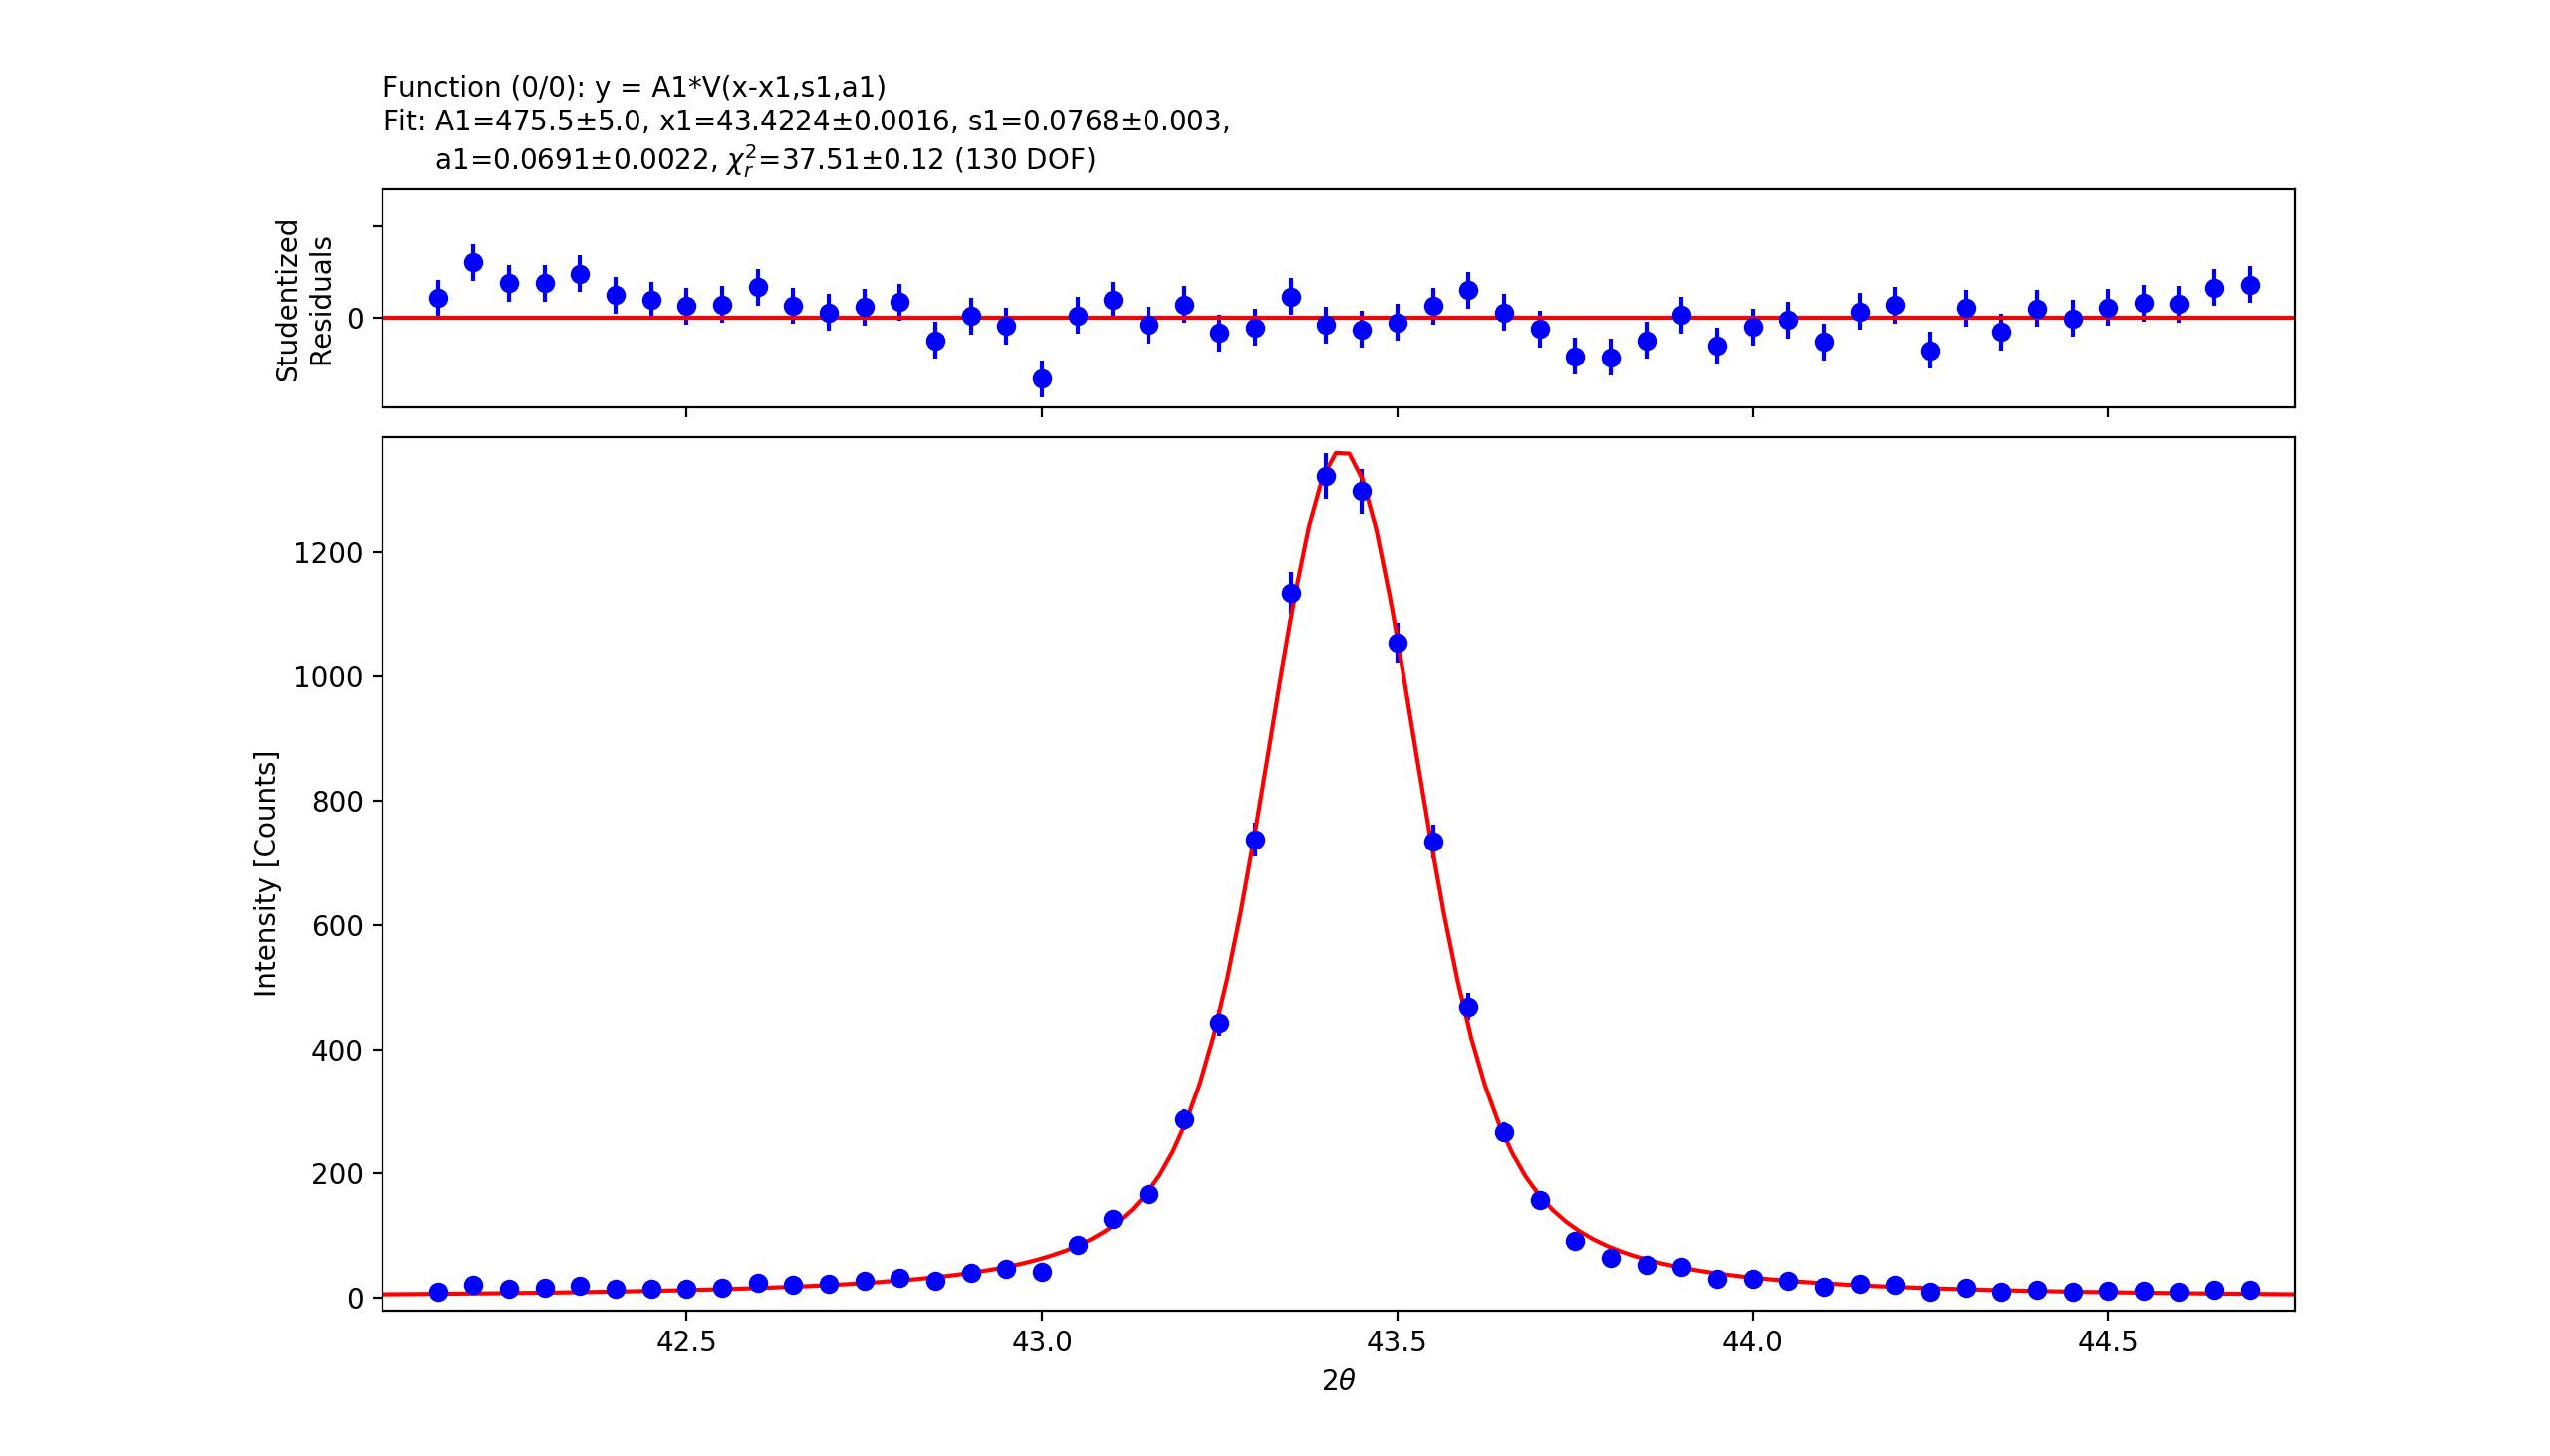 Function (0/0): y = A1*V(x-x1,s1,a1)
Fit: A1=475.5±5.0, x1=43.4224±0.0016, s1=0.0768±0.003,
a1=0.0691±0.0022, χ²ᵣ=37.51±0.12 (130 DOF)
Studentized
Residuals
0
Intensity [Counts]
1200
1000
800
600
400
200
0
42.5 43.0 43.5 44.0 44.5
2θ